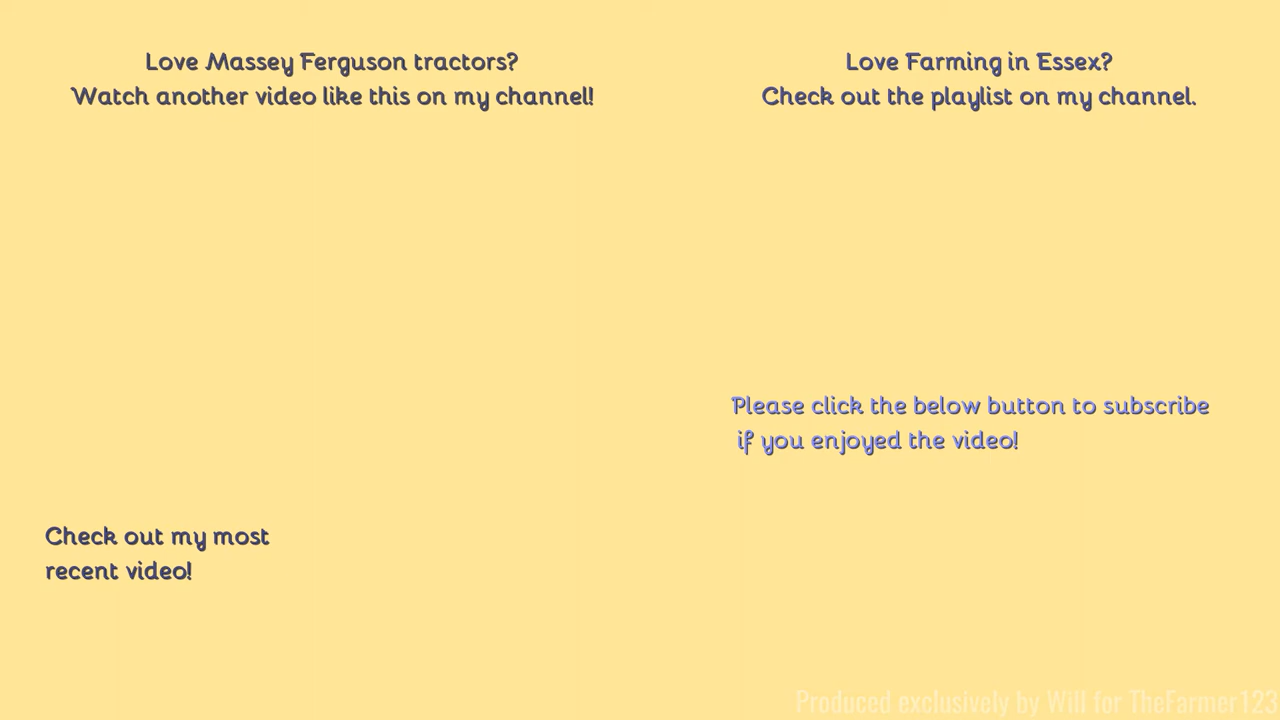 Love Massey Ferguson tractors?
Watch another video like this on my channel!
Love Farming in Essex?
Check out the playlist on my channel.
Please click the below button to subscribe
if you enjoyed the video!
Check out my most
recent video!
Produced exclusively by Will for TheFarmer123